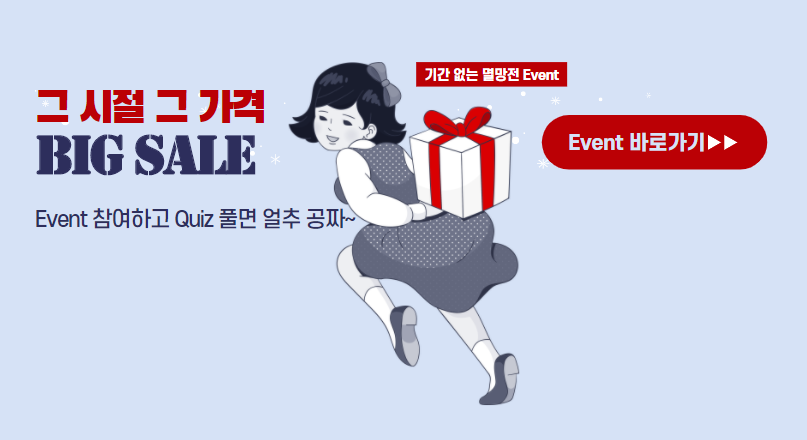 그 시절 그 가격
BIG SALE
Event 참여하고 Quiz 풀면 얼추 공짜~
기간 없는 멸망전 Event
Event 바로가기▶▶